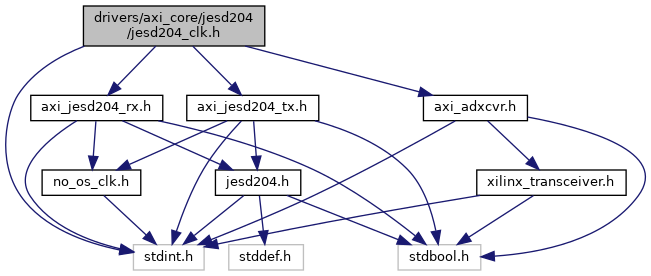 drivers/axi_core/jesd204
/jesd204_clk.h
axi_jesd204_rx.h
axi_jesd204_tx.h
axi_adxcvr.h
no_os_clk.h
jesd204.h
xilinx_transceiver.h
stdint.h
stddef.h
stdbool.h